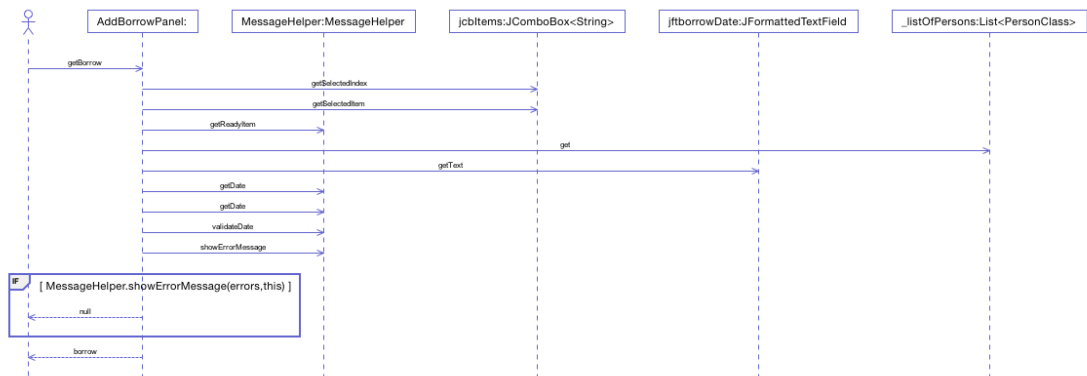 AddBorrowPanel:
MessageHelper:MessageHelper
jcbItems:JComboBox<String>
jftborrowDate:JFormattedTextField
_listOfPersons:List<PersonClass>
getBorrow
getSelectedIndex
getSelectedItem
getReadyItem
get
getText
getDate
getDate
validateDate
showErrorMessage
IF
[ MessageHelper.showErrorMessage(errors,this) ]
null
borrow